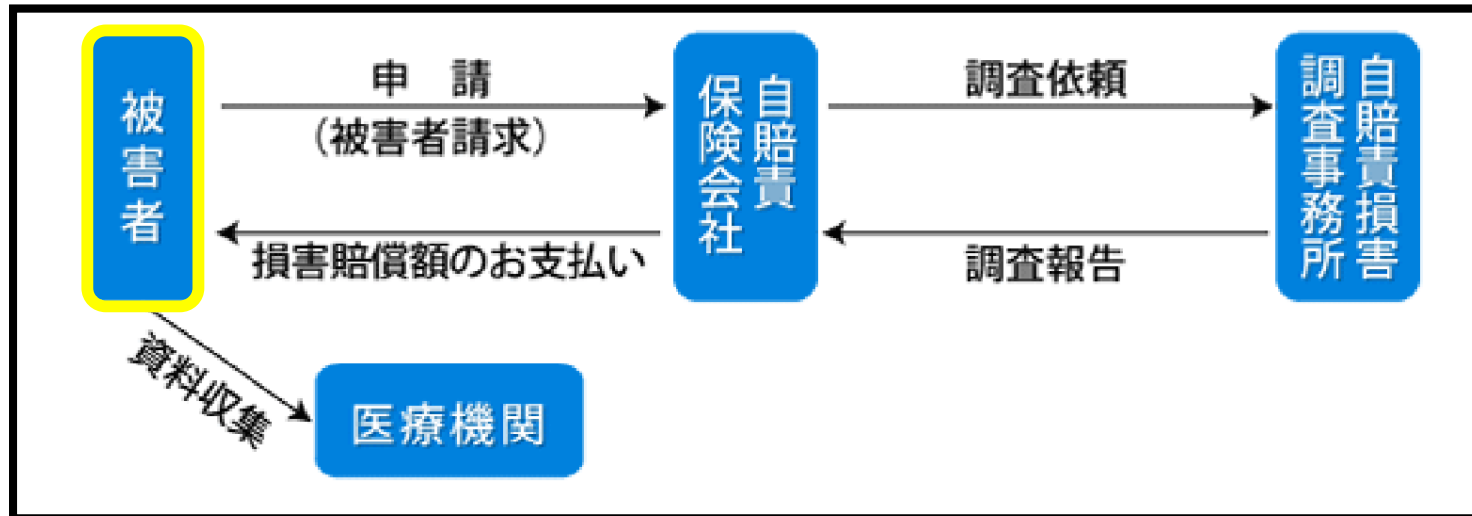 被害者
申 請
(被害者請求)
自賠責
保険会社
調査依頼
自賠責損害
調査事務所
損害賠償額のお支払い
調査報告
資料収集
医療機関